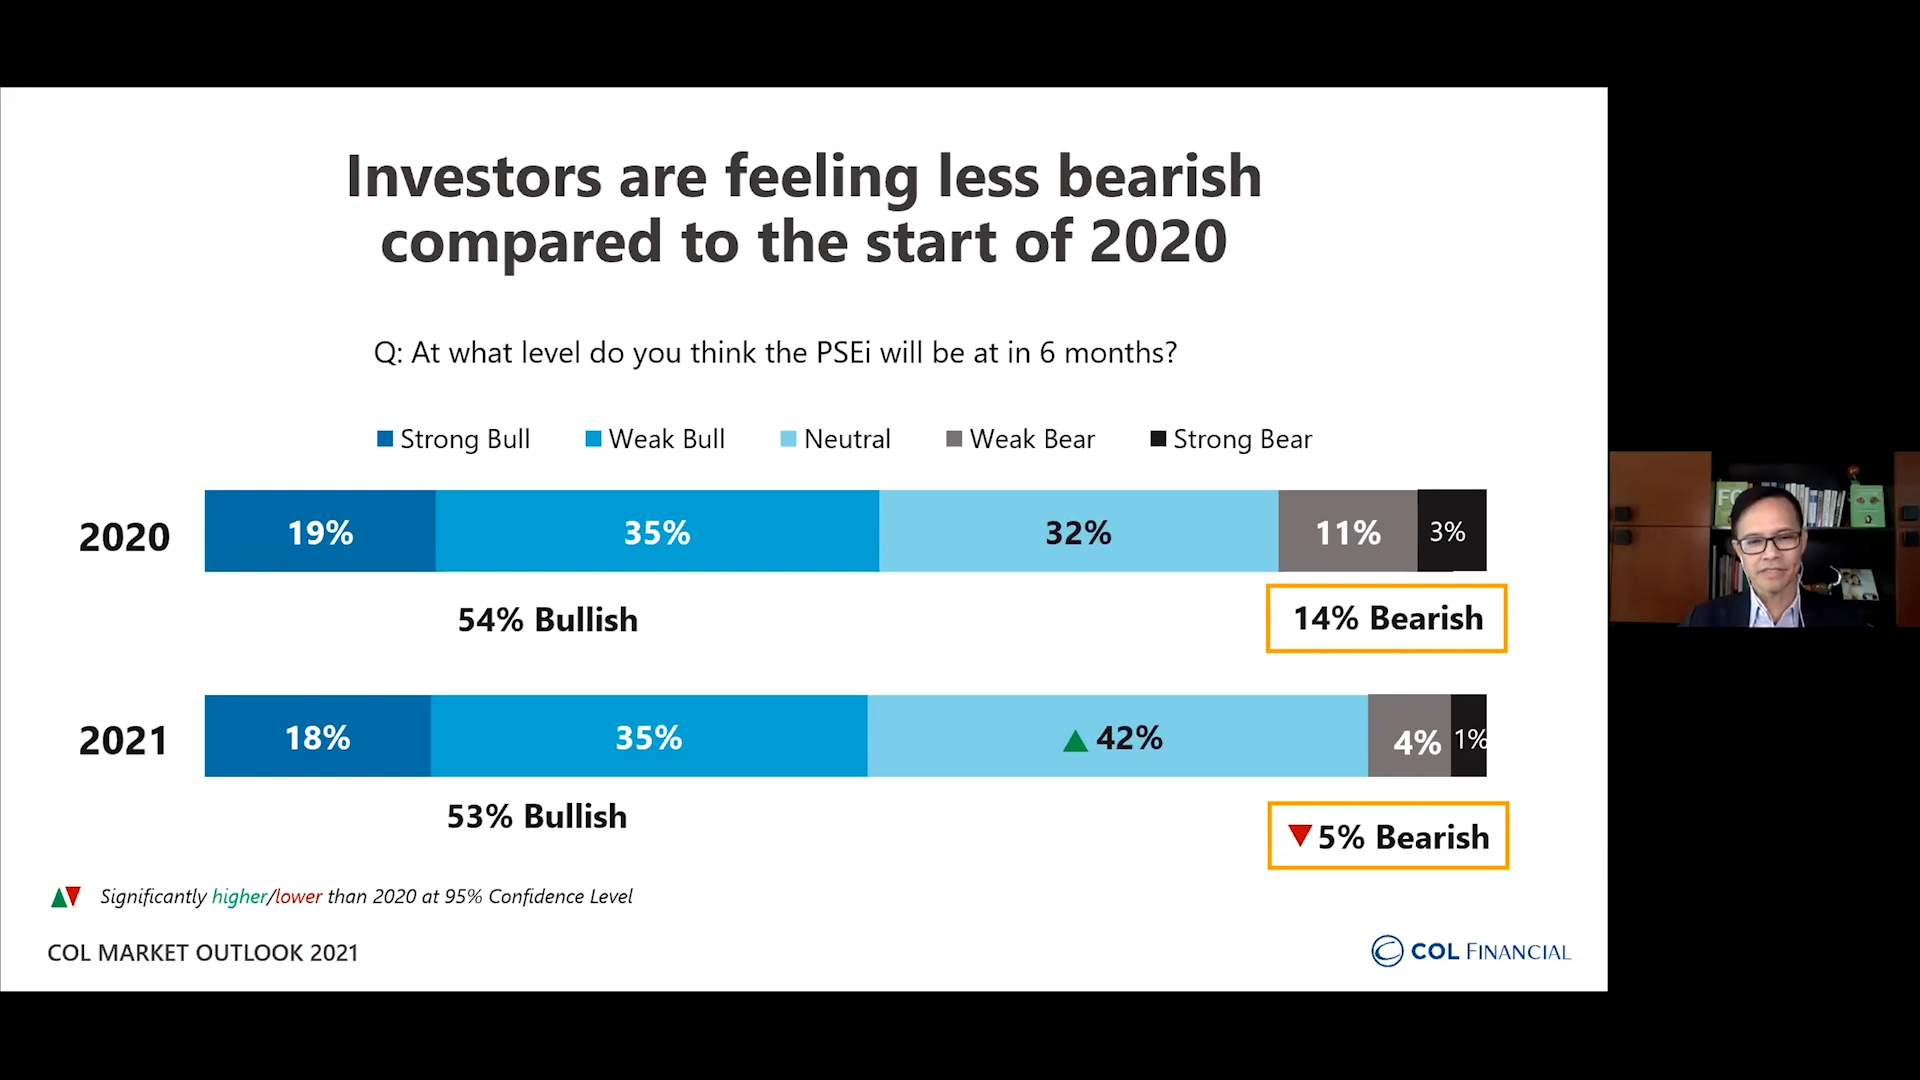 Investors are feeling less bearish
compared to the start of 2020
Q: At what level do you think the PSEi will be at in 6 months?
Strong Bull Weak Bull Neutral Weak Bear Strong Bear
2020 19% 35% 32% 11% 3%
54% Bullish 14% Bearish
2021 18% 35% ▲ 42% 4% 1%
53% Bullish ▼5% Bearish
▲▼ Significantly higher/lower than 2020 at 95% Confidence Level
COL MARKET OUTLOOK 2021 COL FINANCIAL